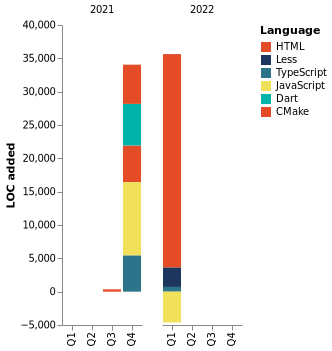 2021
2022
LOC added
40,000
35,000
30,000
25,000
20,000
15,000
10,000
5,000
0
−5,000
Q1
Q2
Q3
Q4
Q1
Q2
Q3
Q4
Language
HTML
Less
TypeScript
JavaScript
Dart
CMake